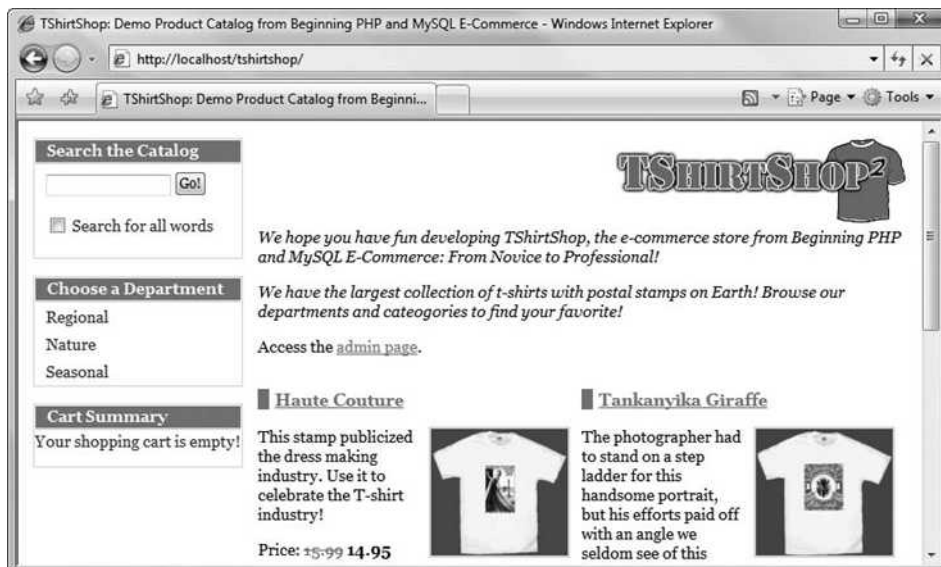 TShirtShop: Demo Product Catalog from Beginning PHP and MySQL E-Commerce - Windows Internet Explorer
http://localhost/tshirtshop/
TShirtShop: Demo Product Catalog from Beginni...
Page
Tools
Search the Catalog
Go!
Search for all words
Choose a Department
Regional
Nature
Seasonal
Cart Summary
Your shopping cart is empty!
TShirtShop²
We hope you have fun developing TShirtShop, the e-commerce store from Beginning PHP
and MySQL E-Commerce: From Novice to Professional!
We have the largest collection of t-shirts with postal stamps on Earth! Browse our
departments and cateogories to find your favorite!
Access the admin page.
Haute Couture
This stamp publicized
the dress making
industry. Use it to
celebrate the T-shirt
industry!
Price: 15.99 14.95
Tankanyika Giraffe
The photographer had
to stand on a step
ladder for this
handsome portrait,
but his efforts paid off
with an angle we
seldom see of this